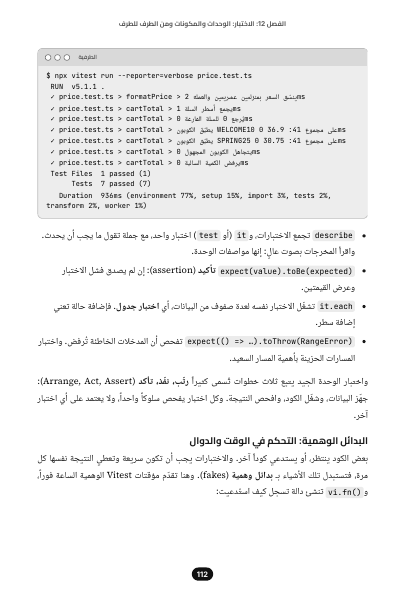 الفصل 12: الاختبار: الوحدات والمكونات ومن الطرف للطرف
الطرفية
$ npx vitest run --reporter=verbose price.test.ts
RUN v5.1.1 .
✓ price.test.ts > formatPrice > ينسّق السعر بمنزلتين عشريتين والعملة 2ms
✓ price.test.ts > cartTotal > يجمع أسطر السلة 1ms
✓ price.test.ts > cartTotal > يُرجع 0 للسلة الفارغة 0ms
✓ price.test.ts > cartTotal > يطبّق الكوبون WELCOME10 على مجموع 41: 36.9 0ms
✓ price.test.ts > cartTotal > يطبّق الكوبون SPRING25 على مجموع 41: 30.75 0ms
✓ price.test.ts > cartTotal > يتجاهل الكوبون المجهول 0ms
✓ price.test.ts > cartTotal > يرفض الكمية السالبة 0ms
Test Files 1 passed (1)
Tests 7 passed (7)
Duration 936ms (environment 77%, setup 15%, import 3%, tests 2%,
transform 2%, worker 1%)
• describe تجمع الاختبارات، و it (أو test) اختبار واحد، مع جملة تقول ما يجب أن يحدث.
واقرأ المخرجات بصوت عالٍ: إنها مواصفات الوحدة.
• expect(value).toBe(expected) تأكيد (assertion): إن لم يصدق فشل الاختبار
وعرض القيمتين.
• it.each تشغّل الاختبار نفسه لعدة صفوف من البيانات، أي اختبار جدول. فإضافة حالة تعني
إضافة سطر.
• expect(() => …).toThrow(RangeError) تفحص أن المدخلات الخاطئة تُرفض. واختبار
المسارات الحزينة بأهمية المسار السعيد.
واختبار الوحدة الجيد يتبع ثلاث خطوات تُسمى كثيراً رتّب، نفّذ، تأكد (Arrange, Act, Assert):
جهّز البيانات، وشغّل الكود، وافحص النتيجة. وكل اختبار يفحص سلوكاً واحداً، ولا يعتمد على أي اختبار
آخر.
البدائل الوهمية: التحكم في الوقت والدوال
بعض الكود ينتظر، أو يستدعي كوداً آخر. والاختبارات يجب أن تكون سريعة وتعطي النتيجة نفسها كل
مرة، فتستبدل تلك الأشياء بـ بدائل وهمية (fakes). وهنا تقدّم مؤقتات Vitest الوهمية الساعة فوراً،
و vi.fn() تنشئ دالة تسجل كيف استُدعيت:
112